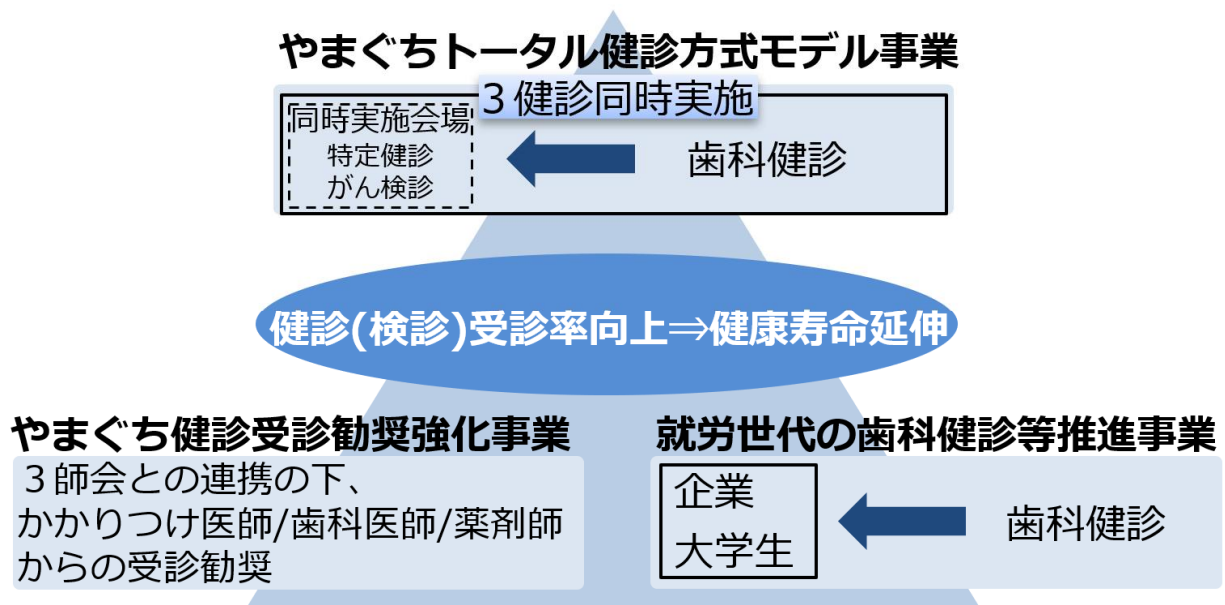 やまぐちトータル健診方式モデル事業
３健診同時実施
同時実施会場
特定健診
がん検診
歯科健診
健診(検診)受診率向上⇒健康寿命延伸
やまぐち健診受診勧奨強化事業
３師会との連携の下、
かかりつけ医師/歯科医師/薬剤師
からの受診勧奨
就労世代の歯科健診等推進事業
企業
大学生
歯科健診